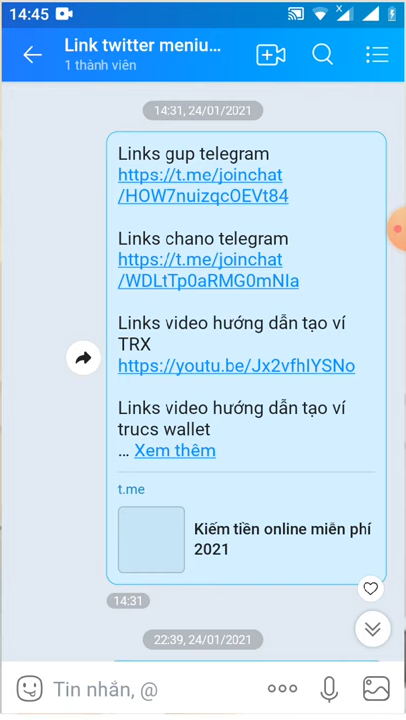 14:45
Link twitter meniu...
1 thành viên
14:31, 24/01/2021
Links gup telegram
https://t.me/joinchat
/HOW7nuizqcOEVt84
Links chano telegram
https://t.me/joinchat
/WDLtTp0aRMG0mNIa
Links video hướng dẫn tạo ví
TRX
https://youtu.be/Jx2vfhIYSNo
Links video hướng dẫn tạo ví
trucs wallet
... Xem thêm
t.me
Kiếm tiền online miễn phí
2021
14:31
22:39, 24/01/2021
Tin nhắn, @